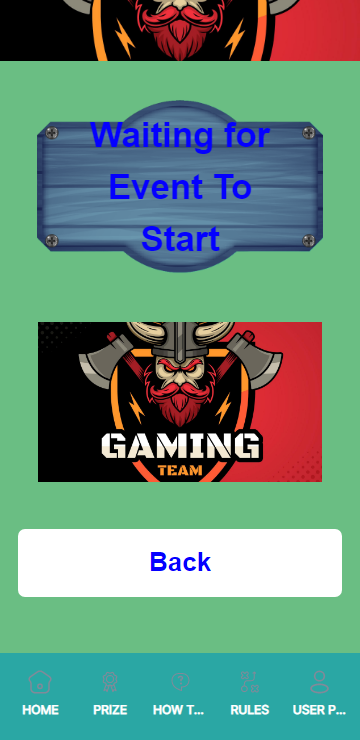 Waiting for
Event To
Start
GAMING
TEAM
Back
HOME
PRIZE
HOW T...
RULES
USER P...